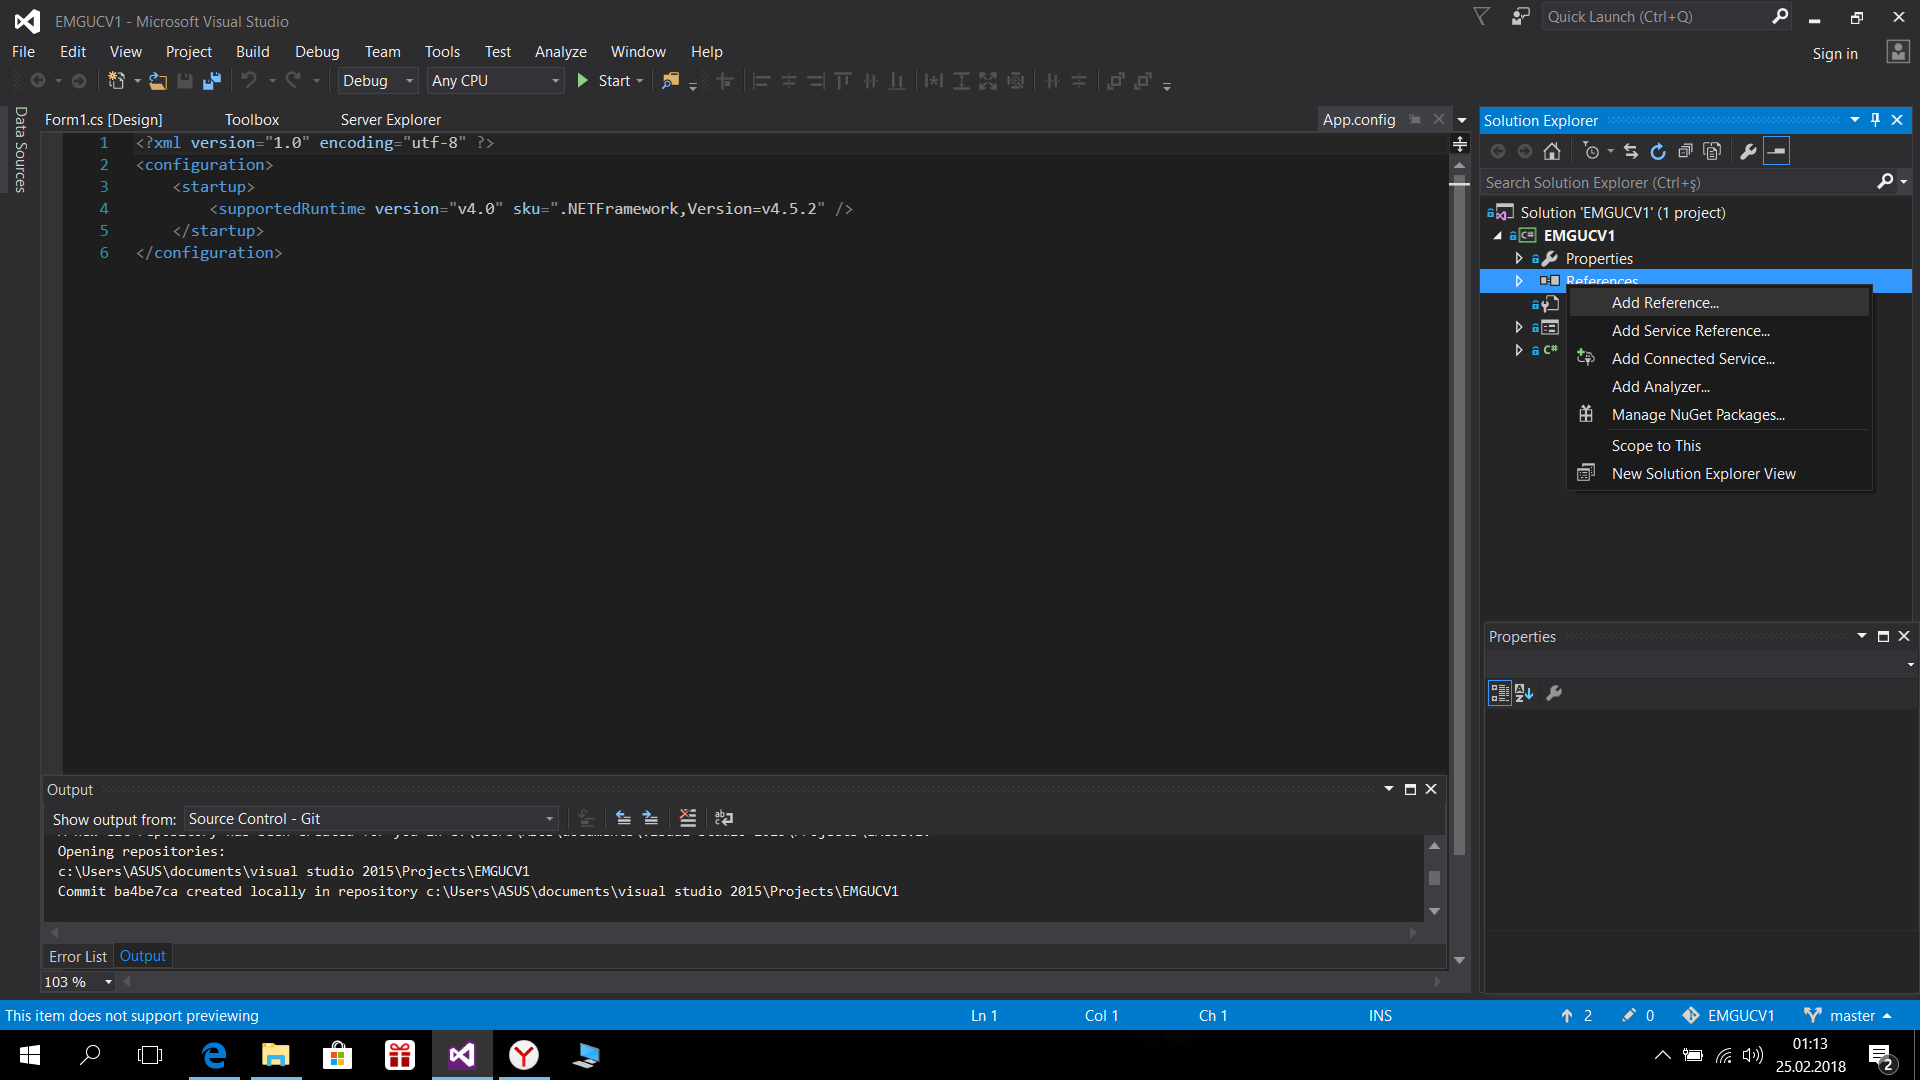 EMGUCV1 - Microsoft Visual Studio
Quick Launch (Ctrl+Q)
File Edit View Project Build Debug Team Tools Test Analyze Window Help
Sign in
Debug Any CPU Start
Data Sources
Form1.cs [Design] Toolbox Server Explorer App.config
1 <?xml version="1.0" encoding="utf-8" ?>
2 <configuration>
3 <startup>
4 <supportedRuntime version="v4.0" sku=".NETFramework,Version=v4.5.2" />
5 </startup>
6 </configuration>
Solution Explorer
Search Solution Explorer (Ctrl+ş)
Solution 'EMGUCV1' (1 project)
C# EMGUCV1
Properties
References
C#
Add Reference...
Add Service Reference...
Add Connected Service...
Add Analyzer...
Manage NuGet Packages...
Scope to This
New Solution Explorer View
Properties
Output
Show output from: Source Control - Git
Opening repositories:
c:\Users\ASUS\documents\visual studio 2015\Projects\EMGUCV1
Commit ba4be7ca created locally in repository c:\Users\ASUS\documents\visual studio 2015\Projects\EMGUCV1
Error List Output
103 %
This item does not support previewing Ln 1 Col 1 Ch 1 INS 2 0 EMGUCV1 master
01:13
25.02.2018
2